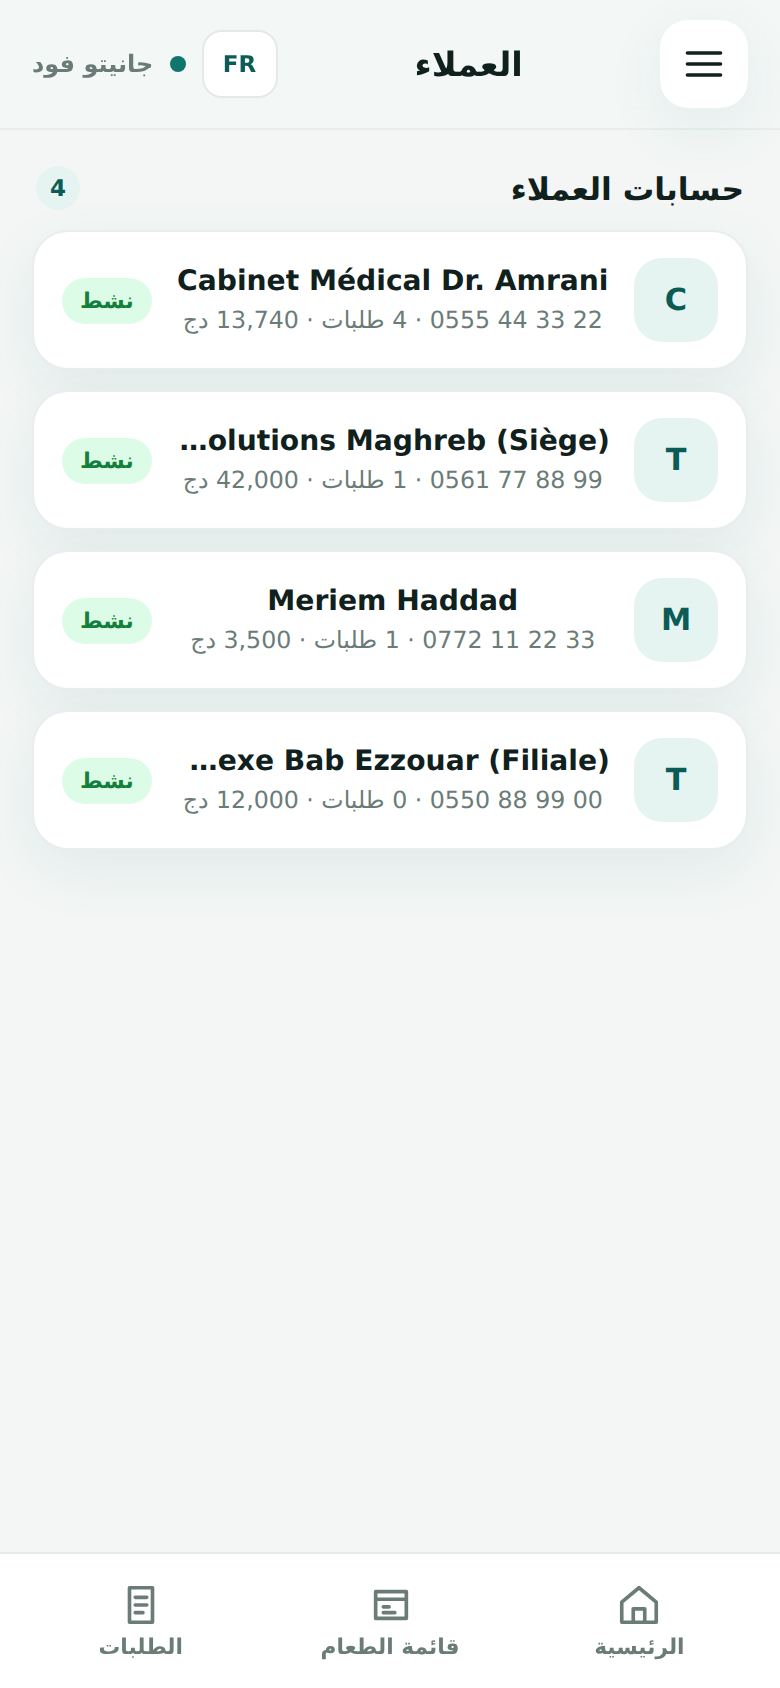 العملاء
FR
جانيتو فود
حسابات العملاء
4
C
Cabinet Médical Dr. Amrani
0555 44 33 22 · 4 طلبات · 13,740 دج
نشط
T
…olutions Maghreb (Siège)
0561 77 88 99 · 1 طلبات · 42,000 دج
نشط
M
Meriem Haddad
0772 11 22 33 · 1 طلبات · 3,500 دج
نشط
T
…exe Bab Ezzouar (Filiale)
0550 88 99 00 · 0 طلبات · 12,000 دج
نشط
الرئيسية
قائمة الطعام
الطلبات